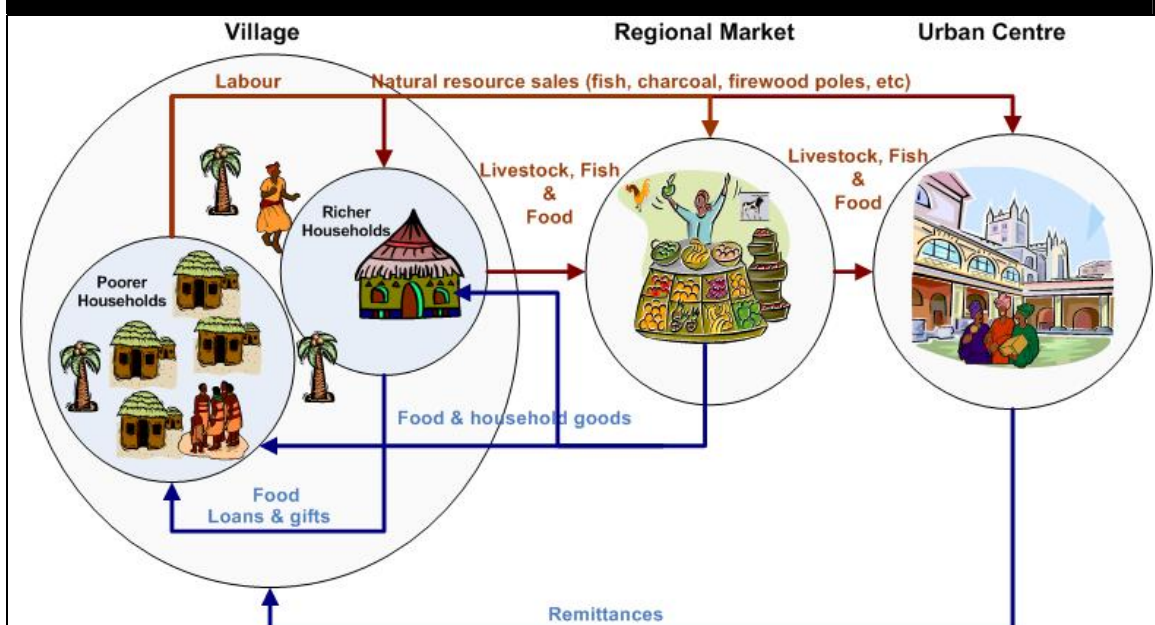 Village
Regional Market
Urban Centre
Labour
Natural resource sales (fish, charcoal, firewood poles, etc)
Livestock, Fish
&
Food
Livestock, Fish
&
Food
Richer
Households
Poorer
Households
Food & household goods
Food
Loans & gifts
Remittances